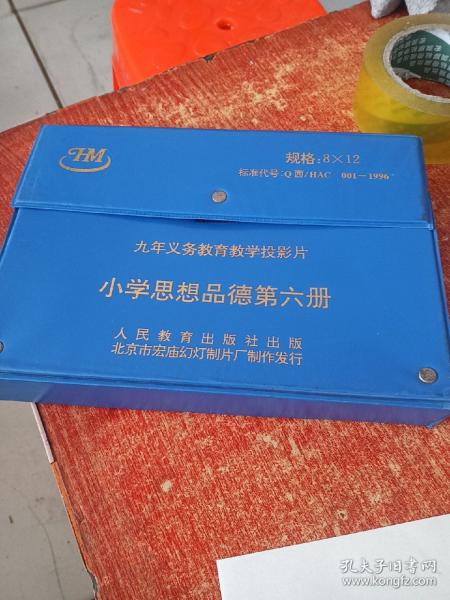 HM
规格:8×12
标准代号:Q西/HAC 001-1996
九年义务教育教学投影片
小学思想品德第六册
人民教育出版社出版
北京市宏庙幻灯制片厂制作发行
孔夫子旧书网
www.kongfz.com